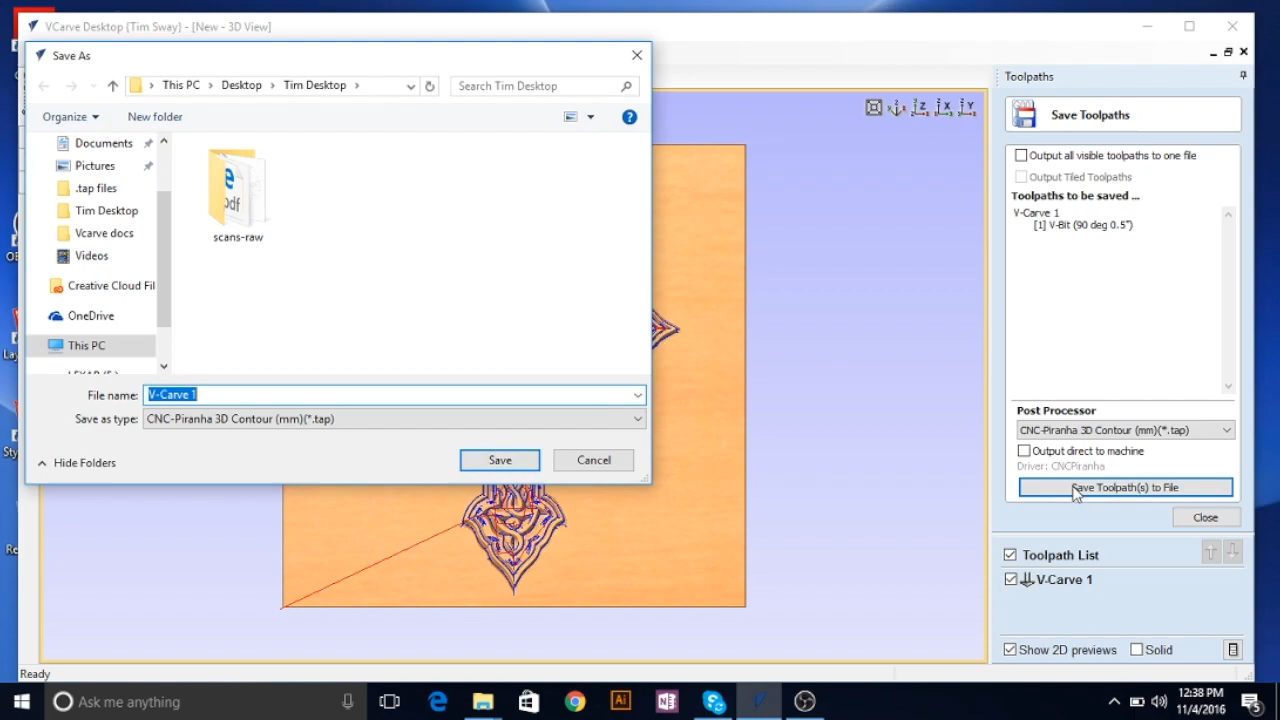 VCarve Desktop {Tim Sway} - [New - 3D View]
Save As
This PC > Desktop > Tim Desktop >
Search Tim Desktop
Organize
New folder
Documents
Pictures
.tap files
Tim Desktop
Vcarve docs
Videos
Creative Cloud Fil
OneDrive
This PC
pdf
scans-raw
File name: V-Carve 1
Save as type: CNC-Piranha 3D Contour (mm)(*.tap)
Hide Folders
Save
Cancel
Toolpaths
Save Toolpaths
Output all visible toolpaths to one file
Output Tiled Toolpaths
Toolpaths to be saved ...
V-Carve 1
[1] V-Bit (90 deg 0.5")
Post Processor
CNC-Piranha 3D Contour (mm) (*.tap)
Output direct to machine
Driver: CNCPiranha
Save Toolpath(s) to File
Close
Toolpath List
V-Carve 1
Show 2D previews
Solid
Ready
Ask me anything
Ai
12:38 PM
11/4/2016
5